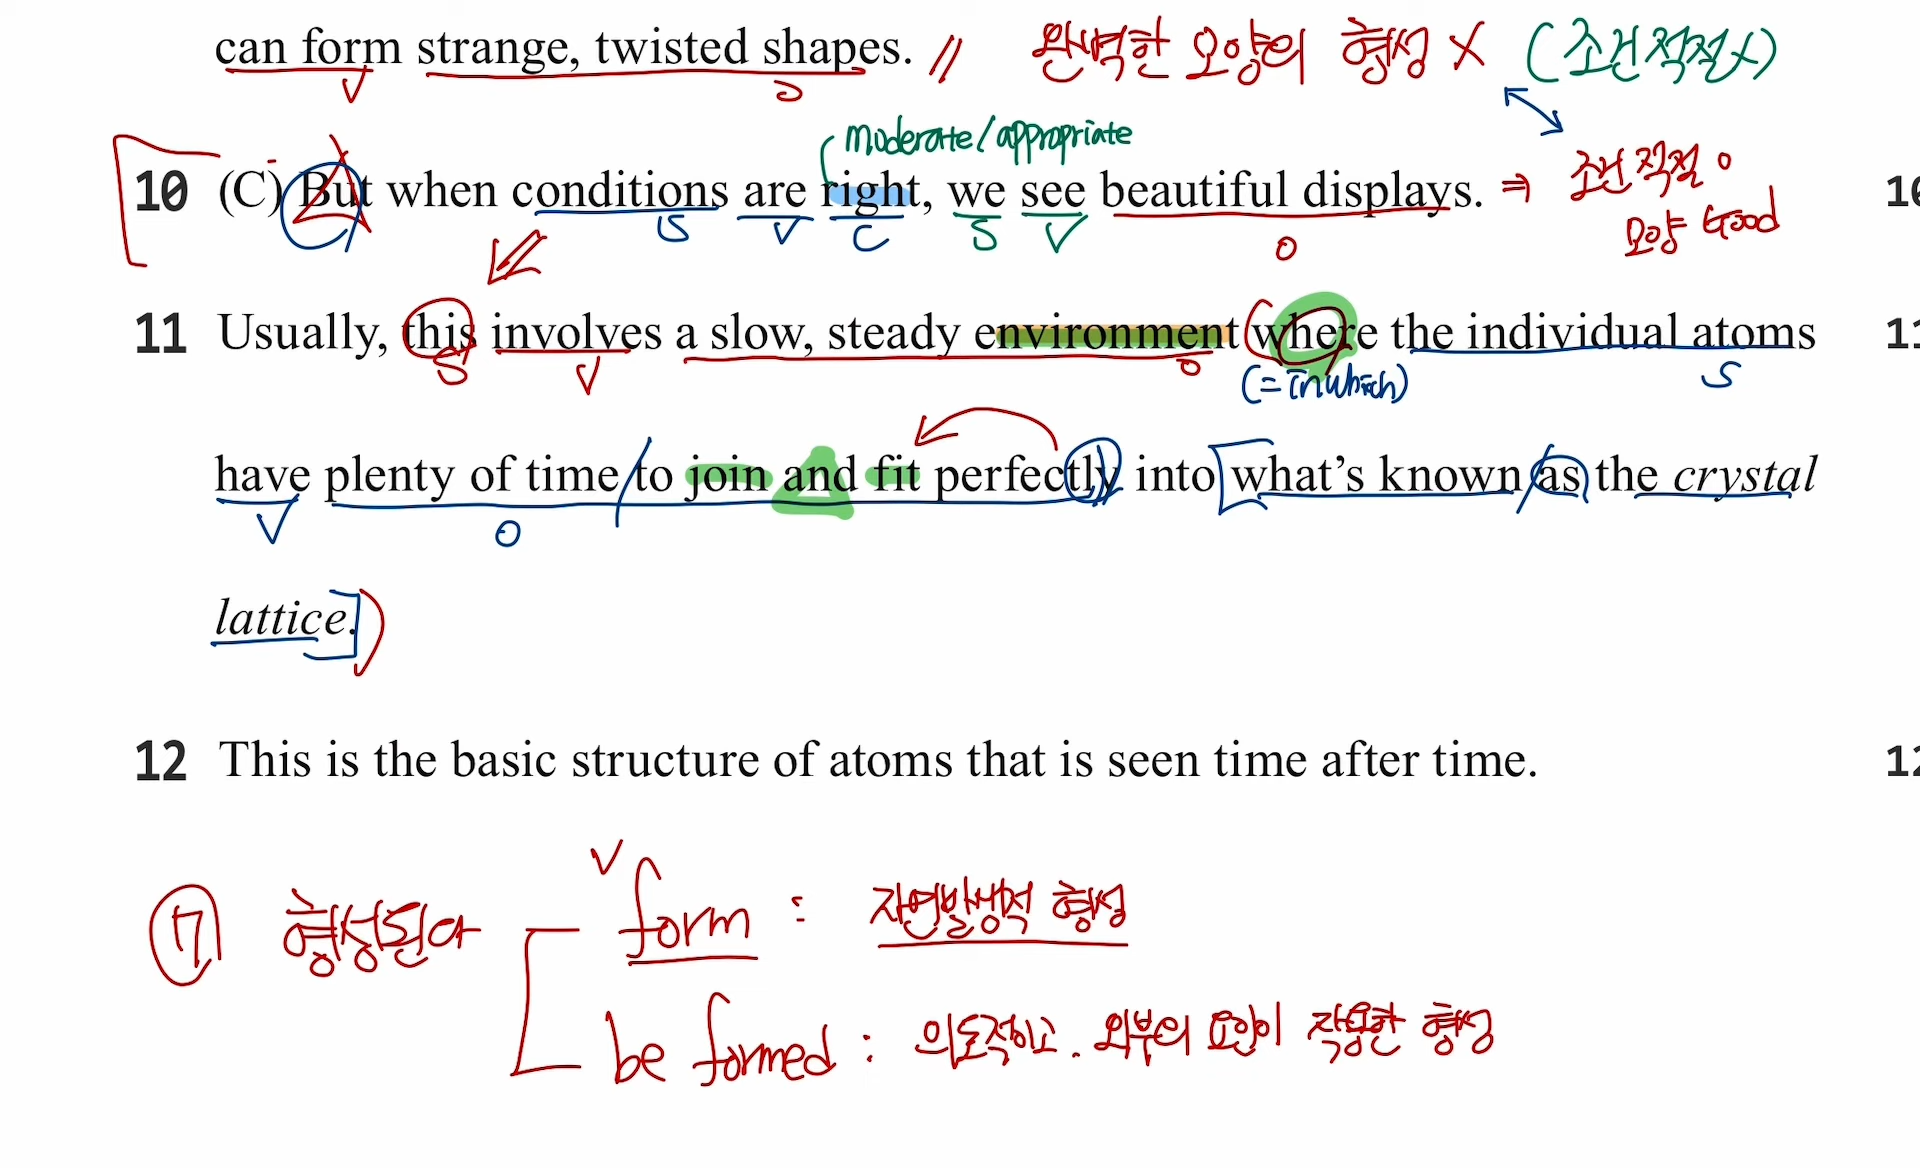 can form strange, twisted shapes. // 완벽한 모양의 형성 X (조건적절X)
V O
moderate/appropriate
10 (C) But when conditions are right, we see beautiful displays. ⇒ 조건적절 o 10
모양 Good
S V C S V O
11 Usually, this involves a slow, steady environment where the individual atoms 11
S V O (= in which) S
have plenty of time to join and fit perfectly into what's known as the crystal
V O
lattice.
12 This is the basic structure of atoms that is seen time after time. 12
V
⑦ 형성된다 form : 자연발생적 형성
be formed : 의도적이고. 외부의 요인이 작용한 형성